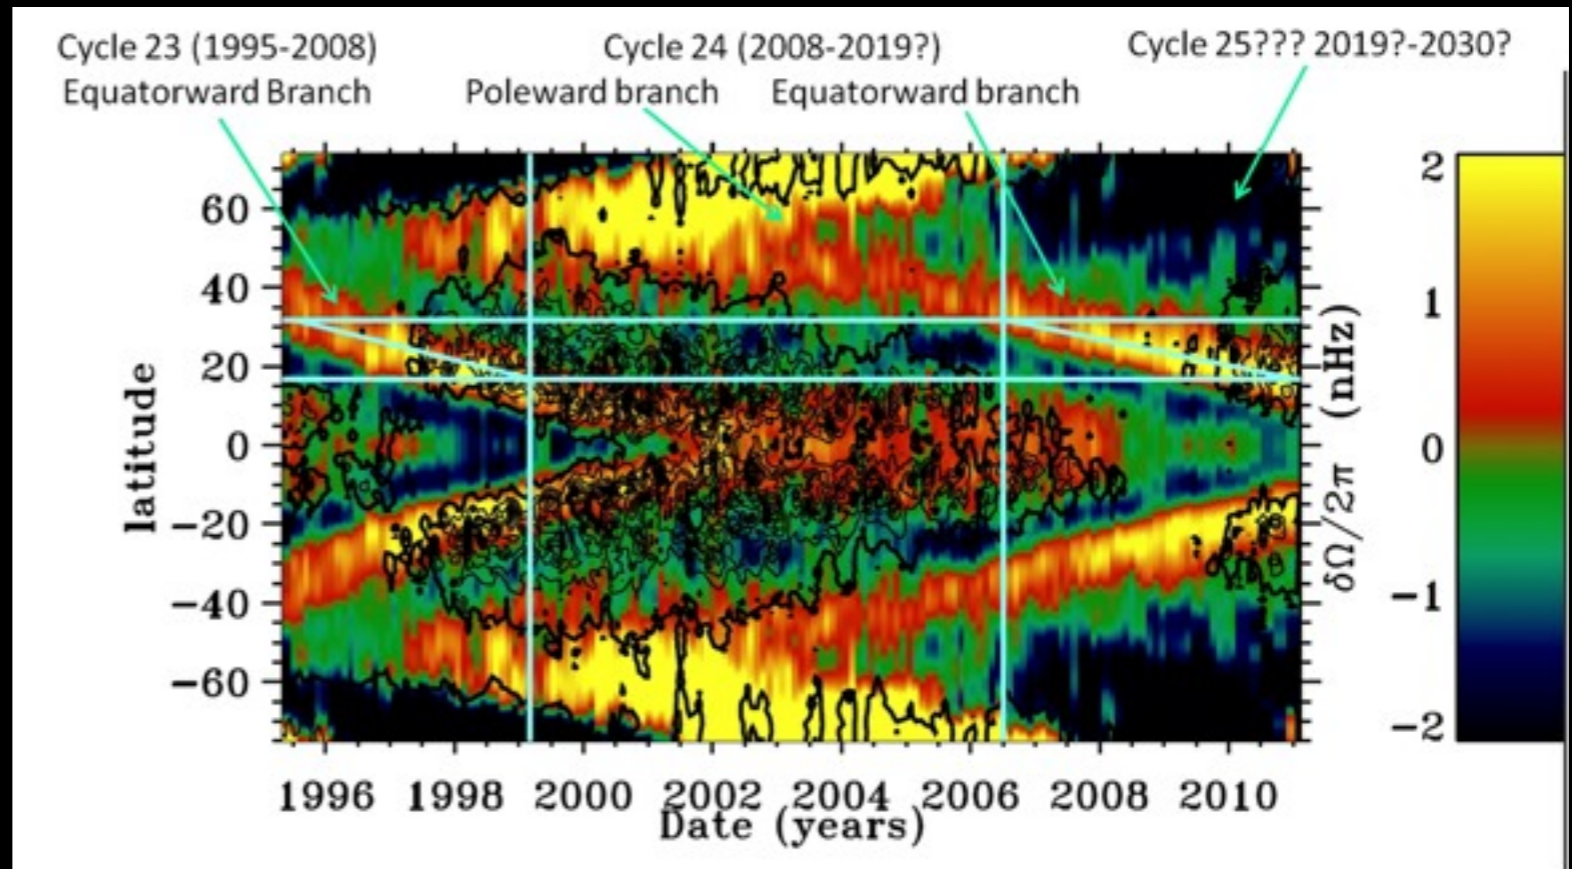 Cycle 23 (1995-2008)
Equatorward Branch
Cycle 24 (2008-2019?)
Poleward branch
Equatorward branch
Cycle 25??? 2019?-2030?
latitude
60
40
20
0
−20
−40
−60
1996 1998 2000 2002 2004 2006 2008 2010
Date (years)
δΩ/2π (nHz)
2
1
0
−1
−2